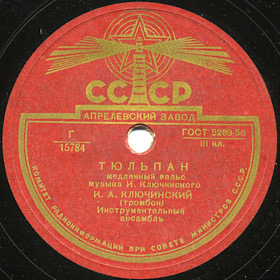 СССР
АПРЕЛЕВСКИЙ ЗАВОД
Г
15784
ГОСТ 5289-50
III кл.
ТЮЛЬПАН
медленный вальс
музыка И. Ключинского
И. А. КЛЮЧИНСКИЙ
(тромбон)
Инструментальный
ансамбль
КОМИТЕТ РАДИОИНФОРМАЦИИ ПРИ СОВЕТЕ МИНИСТРОВ СССР